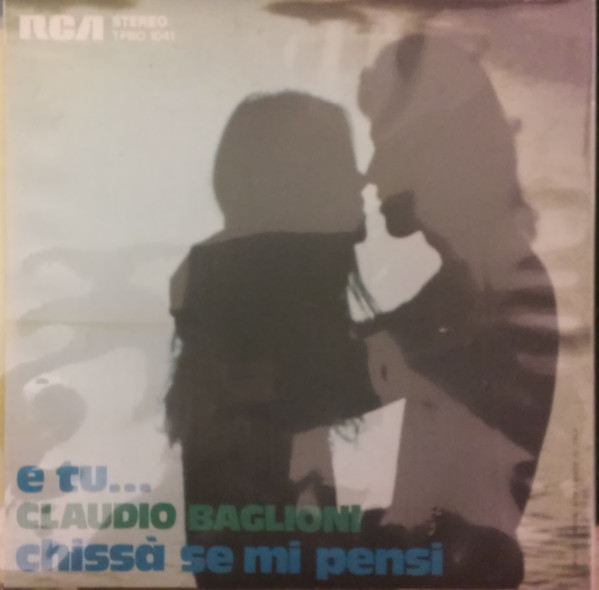 RCA
STEREO
TPBO 1041
e tu...
CLAUDIO BAGLIONI
chissà se mi pensi